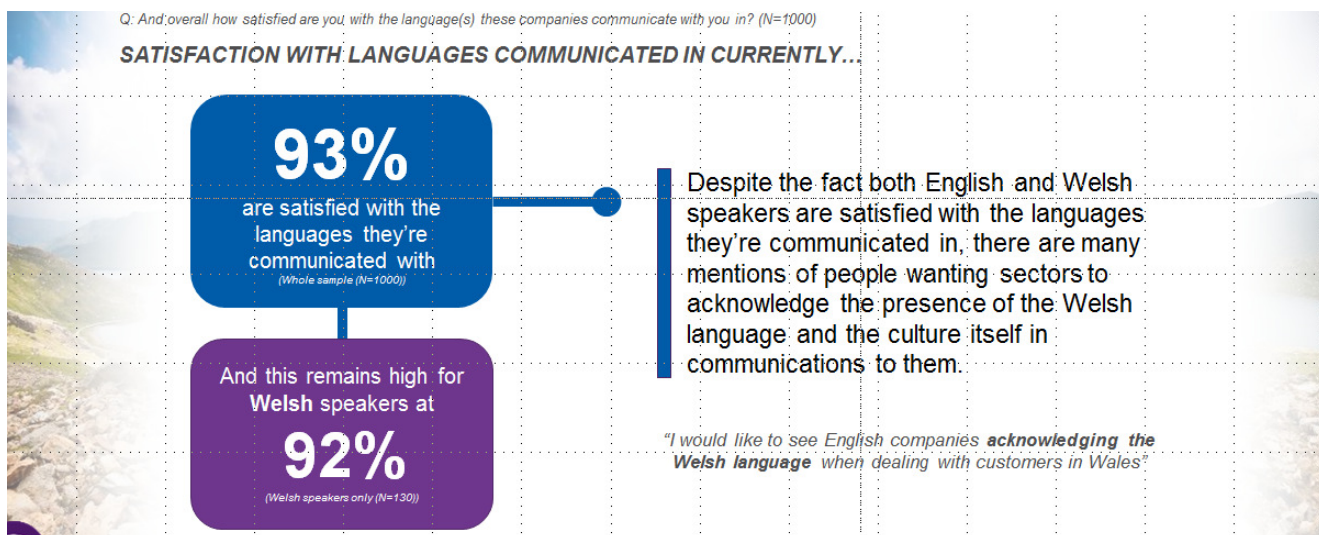 Q: And overall how satisfied are you with the language(s) these companies communicate with you in? (N=1000)
SATISFACTION WITH LANGUAGES COMMUNICATED IN CURRENTLY...
93%
are satisfied with the
languages they're
communicated with
(Whole sample (N=1000))
And this remains high for
Welsh speakers at
92%
(Welsh speakers only (N=130))
Despite the fact both English and Welsh
speakers are satisfied with the languages
they're communicated in, there are many
mentions of people wanting sectors to
acknowledge the presence of the Welsh
language and the culture itself in
communications to them.
"I would like to see English companies acknowledging the
Welsh language when dealing with customers in Wales"